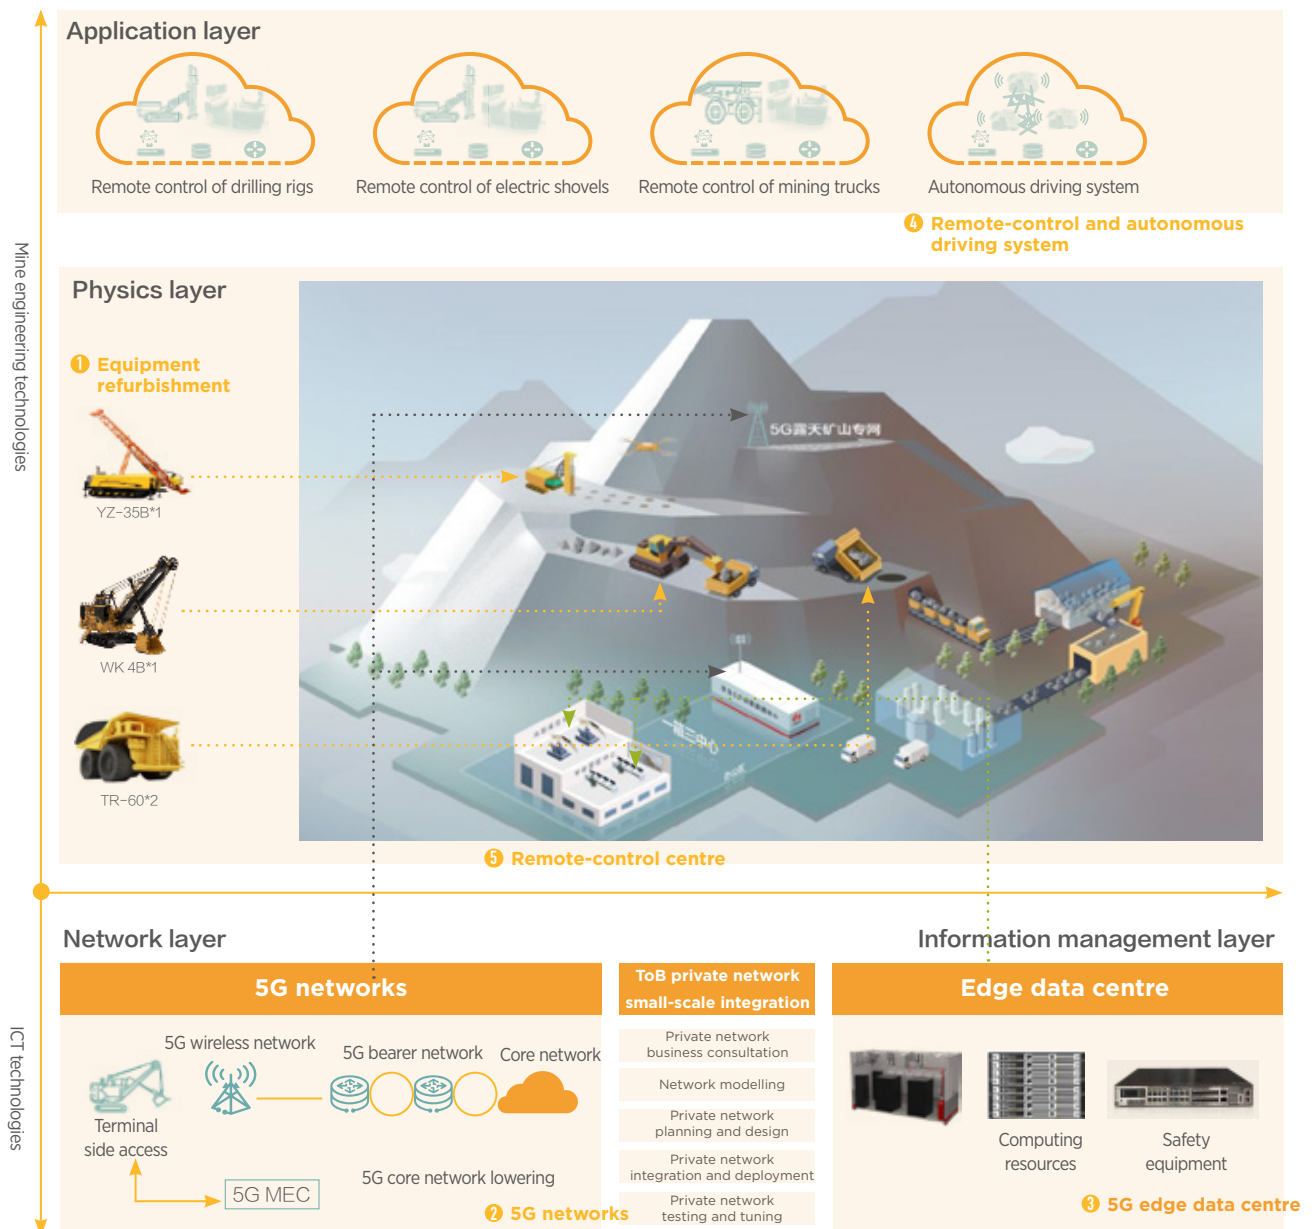 Application layer
Remote control of drilling rigs
Remote control of electric shovels
Remote control of mining trucks
Autonomous driving system
4 Remote-control and autonomous
driving system
Mine engineering technologies
Physics layer
1 Equipment
refurbishment
YZ-35B*1
WK 4B*1
TR-60*2
5G露天矿山专网
一碗三中心
5 Remote-control centre
ICT technologies
Network layer
5G networks
5G wireless network
5G bearer network
Core network
Terminal
side access
5G MEC
5G core network lowering
2 5G networks
ToB private network
small-scale integration
Private network
business consultation
Network modelling
Private network
planning and design
Private network
integration and deployment
Private network
testing and tuning
Information management layer
Edge data centre
Computing
resources
Safety
equipment
3 5G edge data centre